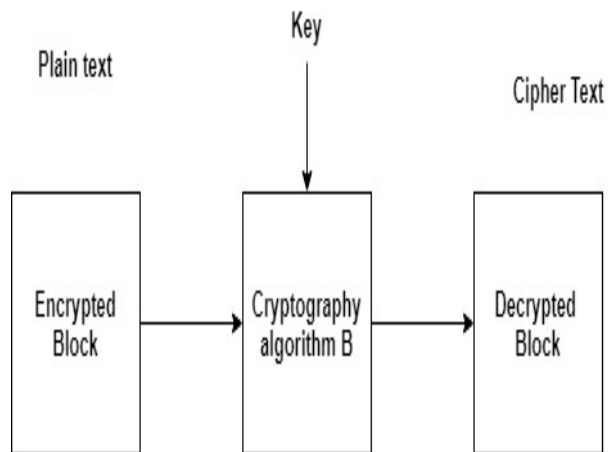 Key
Plain text
Cipher Text
Encrypted
Block
Cryptography
algorithm B
Decrypted
Block